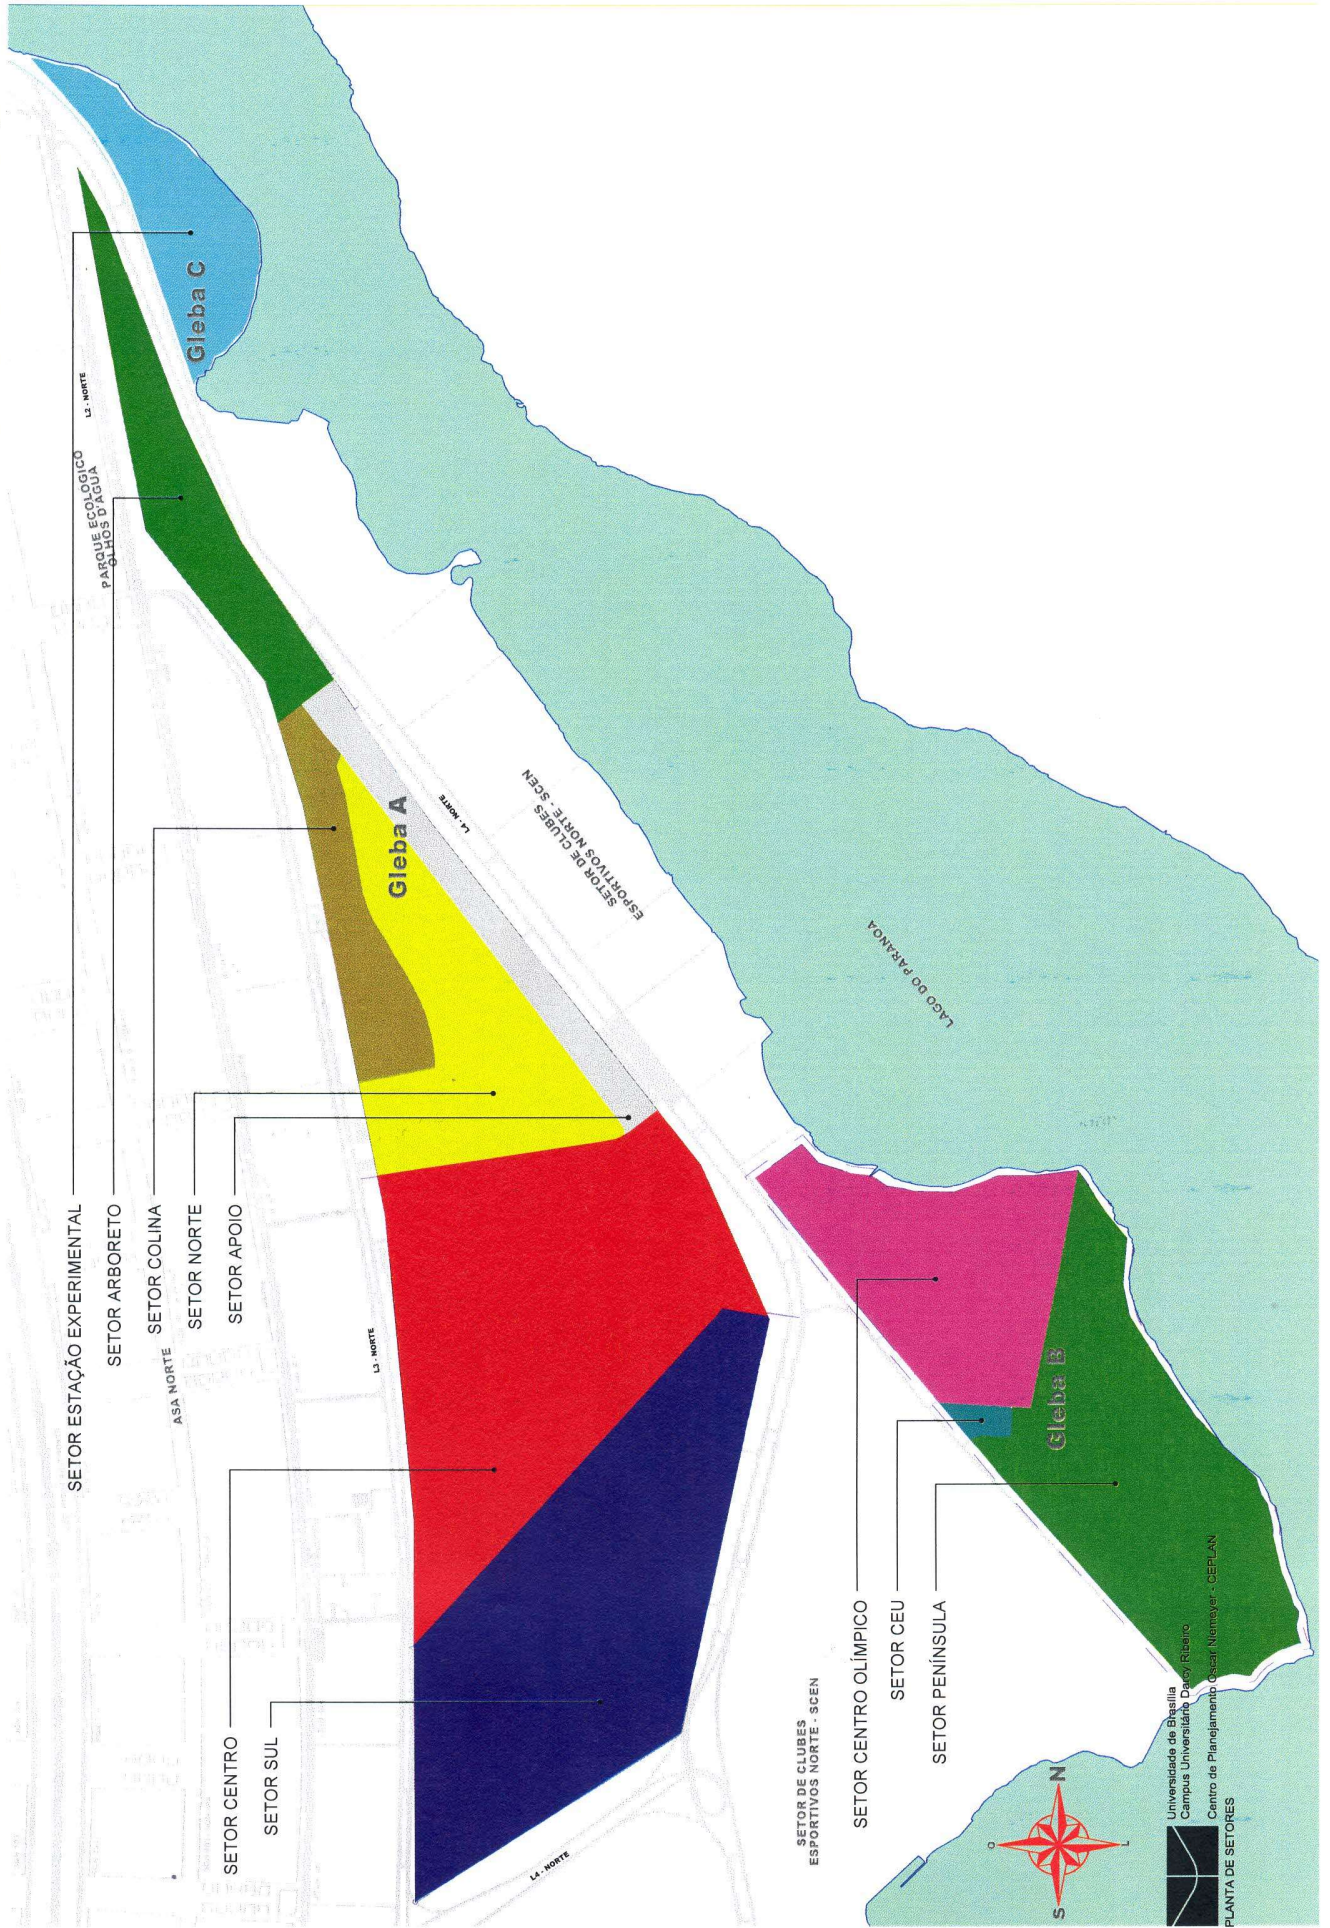 SETOR ESTAÇÃO EXPERIMENTAL
SETOR ARBORETO
SETOR COLINA
SETOR NORTE
SETOR APOIO
L2 - NORTE
PARQUE ECOLOGICO
OLHOS D'AGUA
Gleba C
ASA NORTE
L3 - NORTE
Gleba A
L4 - NORTE
SETOR DE CLUBES
ESPORTIVOS NORTE - SCEN
LAGO DO PARANOA
SETOR CENTRO
SETOR SUL
L4 - NORTE
SETOR DE CLUBES
ESPORTIVOS NORTE - SCEN
SETOR CENTRO OLÍMPICO
SETOR CEU
SETOR PENÍNSULA
Gleba B
N
S
O
L
Universidade de Brasília
Campus Universitário Darcy Ribeiro
Centro de Planejamento Oscar Niemeyer - CEPLAN
PLANTA DE SETORES